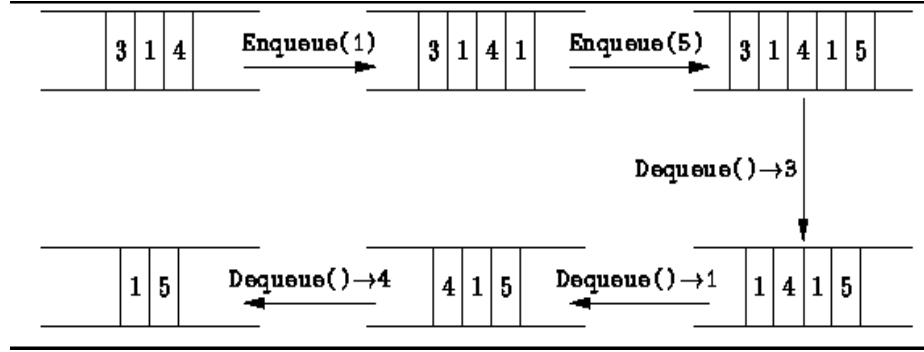 3 1 4 Enqueue(1) 3 1 4 1 Enqueue(5) 3 1 4 1 5
Dequeue()→3
1 5 Dequeue()→4 4 1 5 Dequeue()→1 1 4 1 5